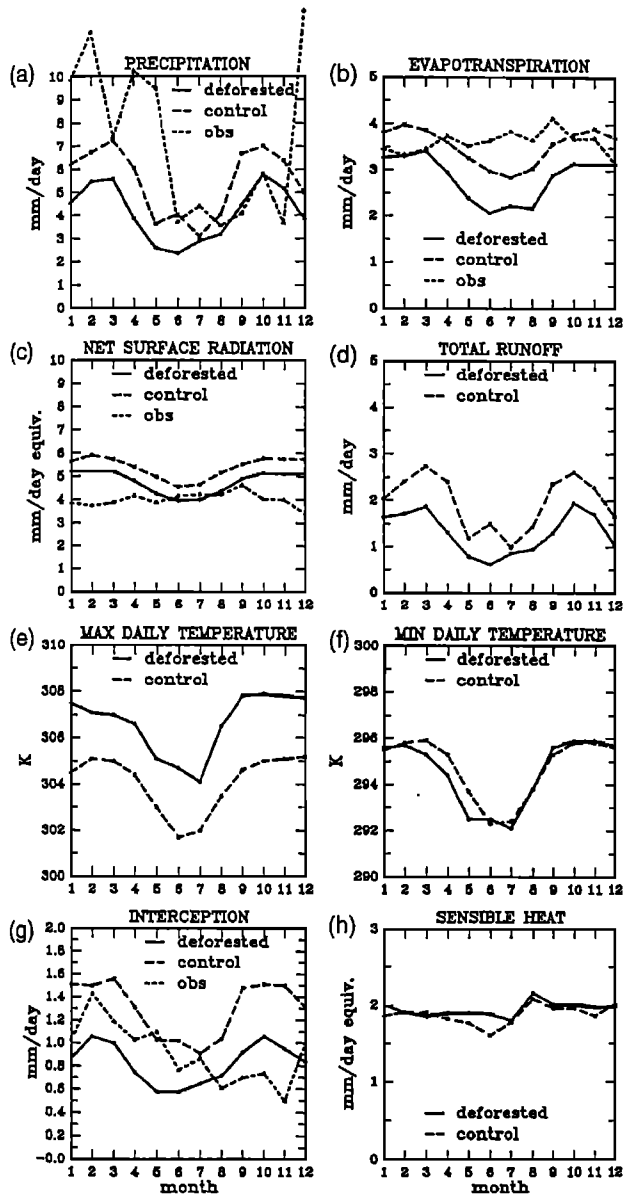 (a)
PRECIPITATION
10
9
8
7
6
5
4
3
2
1
0
mm/day
deforested
control
obs
1 2 3 4 5 6 7 8 9 10 11 12
(b)
EVAPOTRANSPIRATION
5
4
3
2
1
0
mm/day
deforested
control
obs
1 2 3 4 5 6 7 8 9 10 11 12
(c)
NET SURFACE RADIATION
10
9
8
7
6
5
4
3
2
1
0
mm/day equiv.
deforested
control
obs
1 2 3 4 5 6 7 8 9 10 11 12
(d)
TOTAL RUNOFF
5
4
3
2
1
0
mm/day
deforested
control
1 2 3 4 5 6 7 8 9 10 11 12
(e)
MAX DAILY TEMPERATURE
310
308
306
304
302
300
K
deforested
control
1 2 3 4 5 6 7 8 9 10 11 12
(f)
MIN DAILY TEMPERATURE
300
298
296
294
292
290
K
deforested
control
1 2 3 4 5 6 7 8 9 10 11 12
(g)
INTERCEPTION
2.0
1.8
1.6
1.4
1.2
1.0
0.8
0.6
0.4
0.2
-0.0
mm/day
deforested
control
obs
1 2 3 4 5 6 7 8 9 10 11 12
month
(h)
SENSIBLE HEAT
3
2
1
0
mm/day equiv.
deforested
control
1 2 3 4 5 6 7 8 9 10 11 12
month